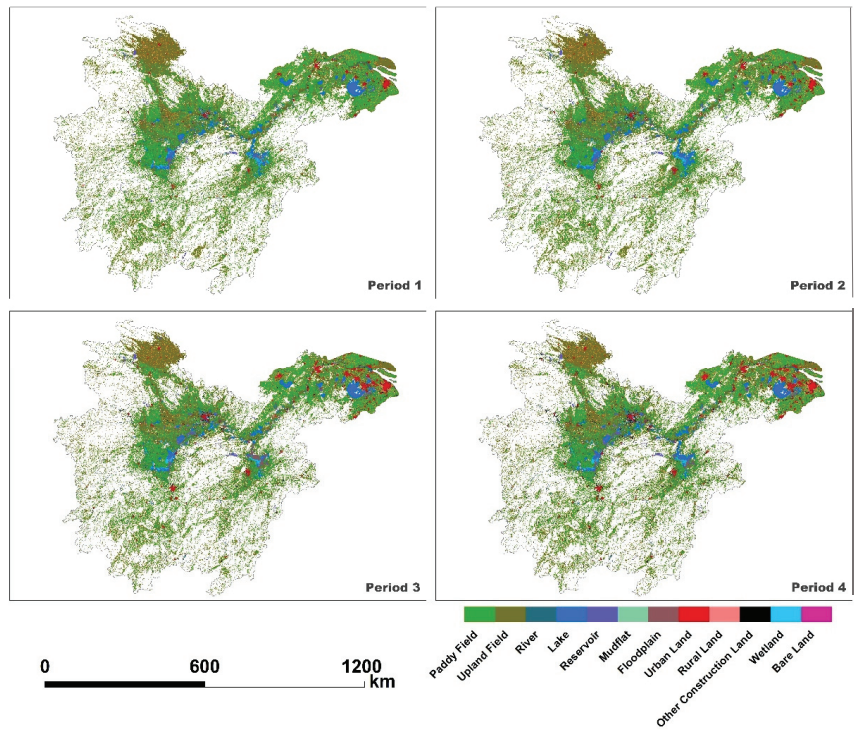 Period 1
Period 2
Period 3
Period 4
Paddy Field
Upland Field
River
Lake
Reservoir
Mudflat
Floodplain
Urban Land
Rural Land
Other Construction Land
Wetland
Bare Land
0 600 1200
km